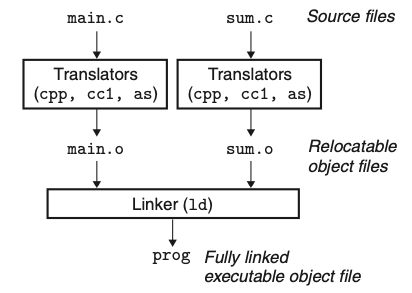 main.c sum.c Source files
Translators Translators
(cpp, cc1, as) (cpp, cc1, as)
main.o sum.o Relocatable
object files
Linker (ld)
prog Fully linked
executable object file